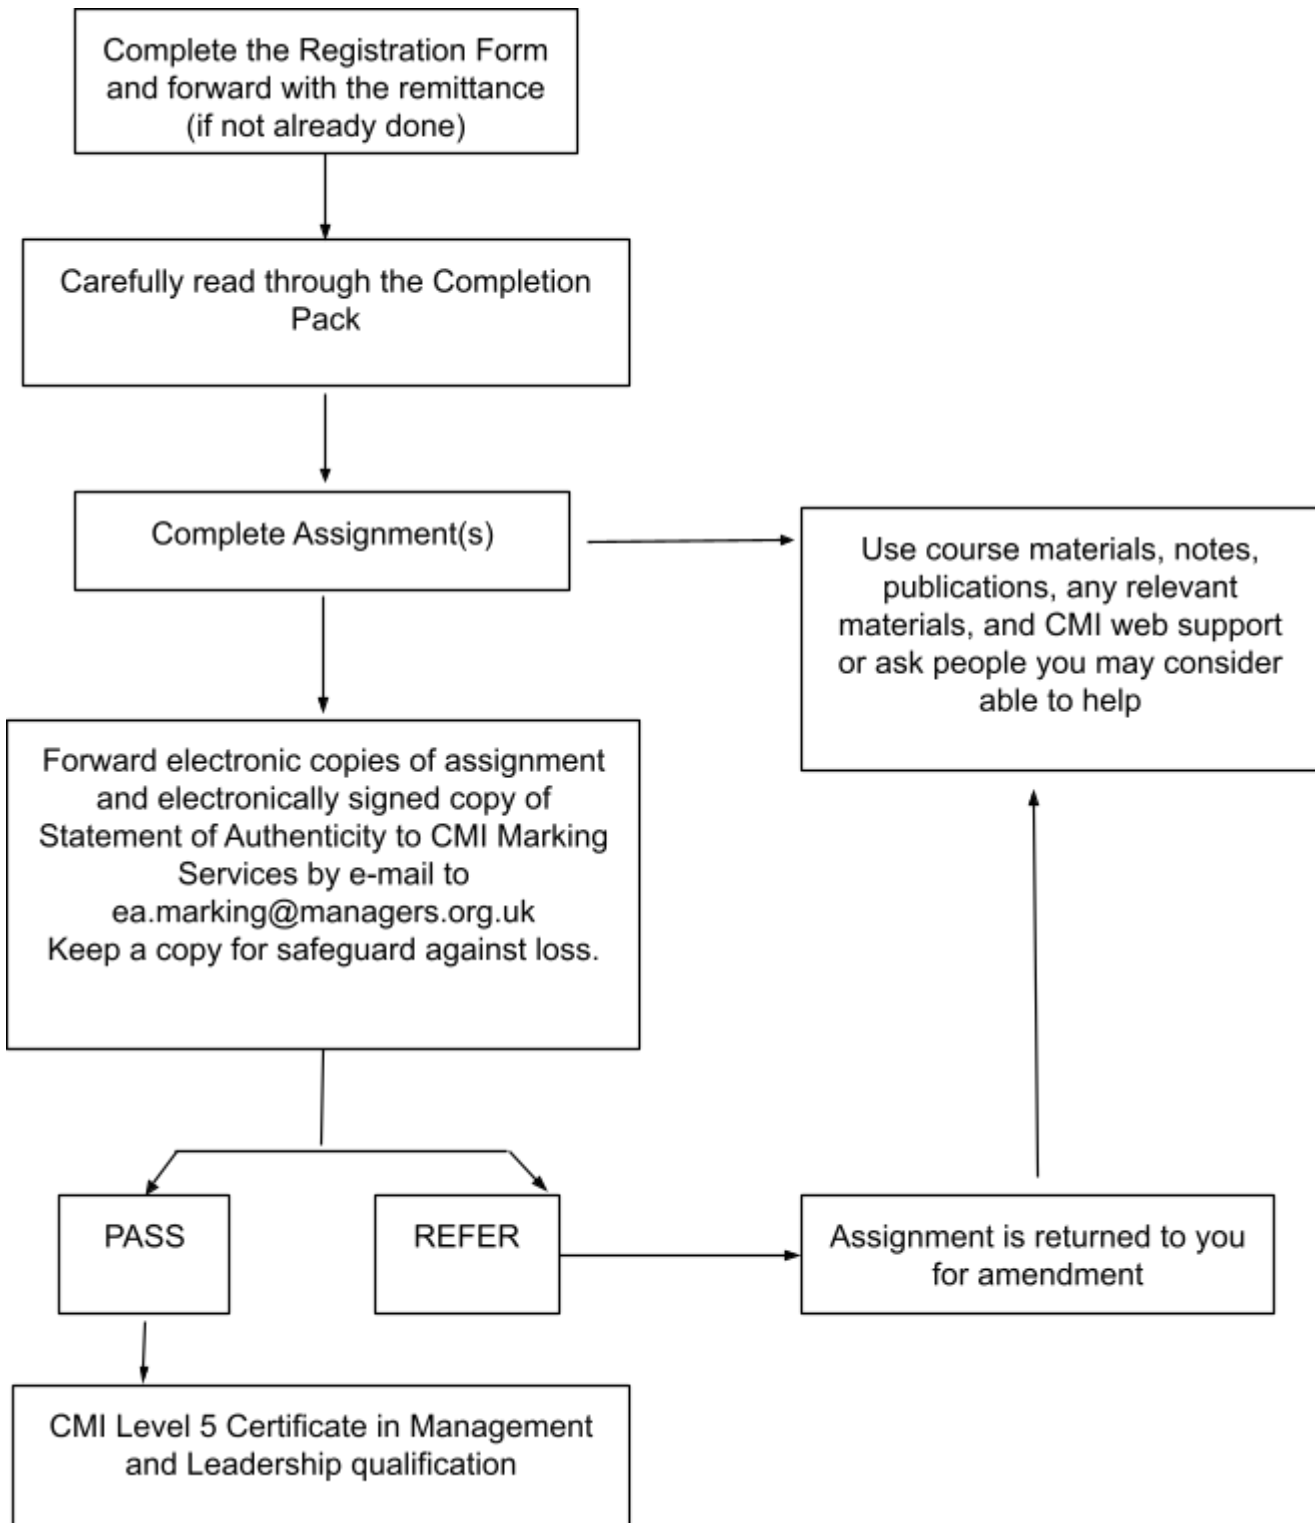 Complete the Registration Form
and forward with the remittance
(if not already done)
Carefully read through the Completion
Pack
Complete Assignment(s)
Use course materials, notes,
publications, any relevant
materials, and CMI web support
or ask people you may consider
able to help
Forward electronic copies of assignment
and electronically signed copy of
Statement of Authenticity to CMI Marking
Services by e-mail to
ea.marking@managers.org.uk
Keep a copy for safeguard against loss.
PASS
REFER
Assignment is returned to you
for amendment
CMI Level 5 Certificate in Management
and Leadership qualification